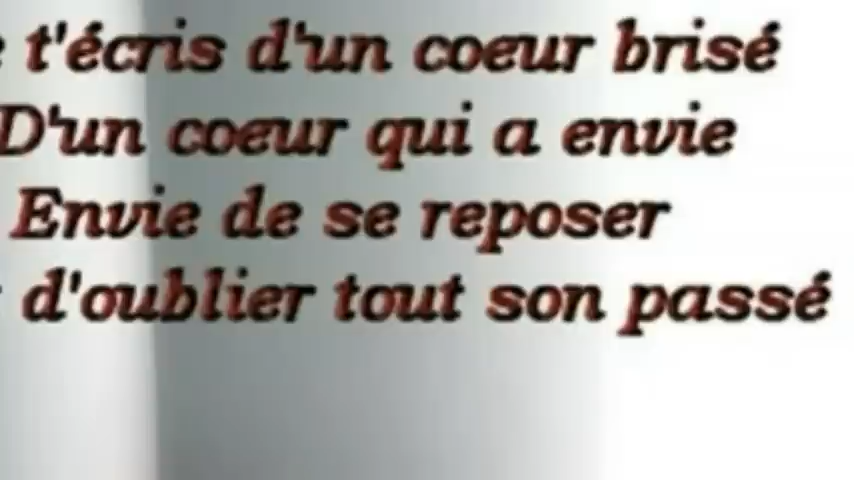 t'écris d'un coeur brisé
D'un coeur qui a envie
Envie de se reposer
d'oublier tout son passé